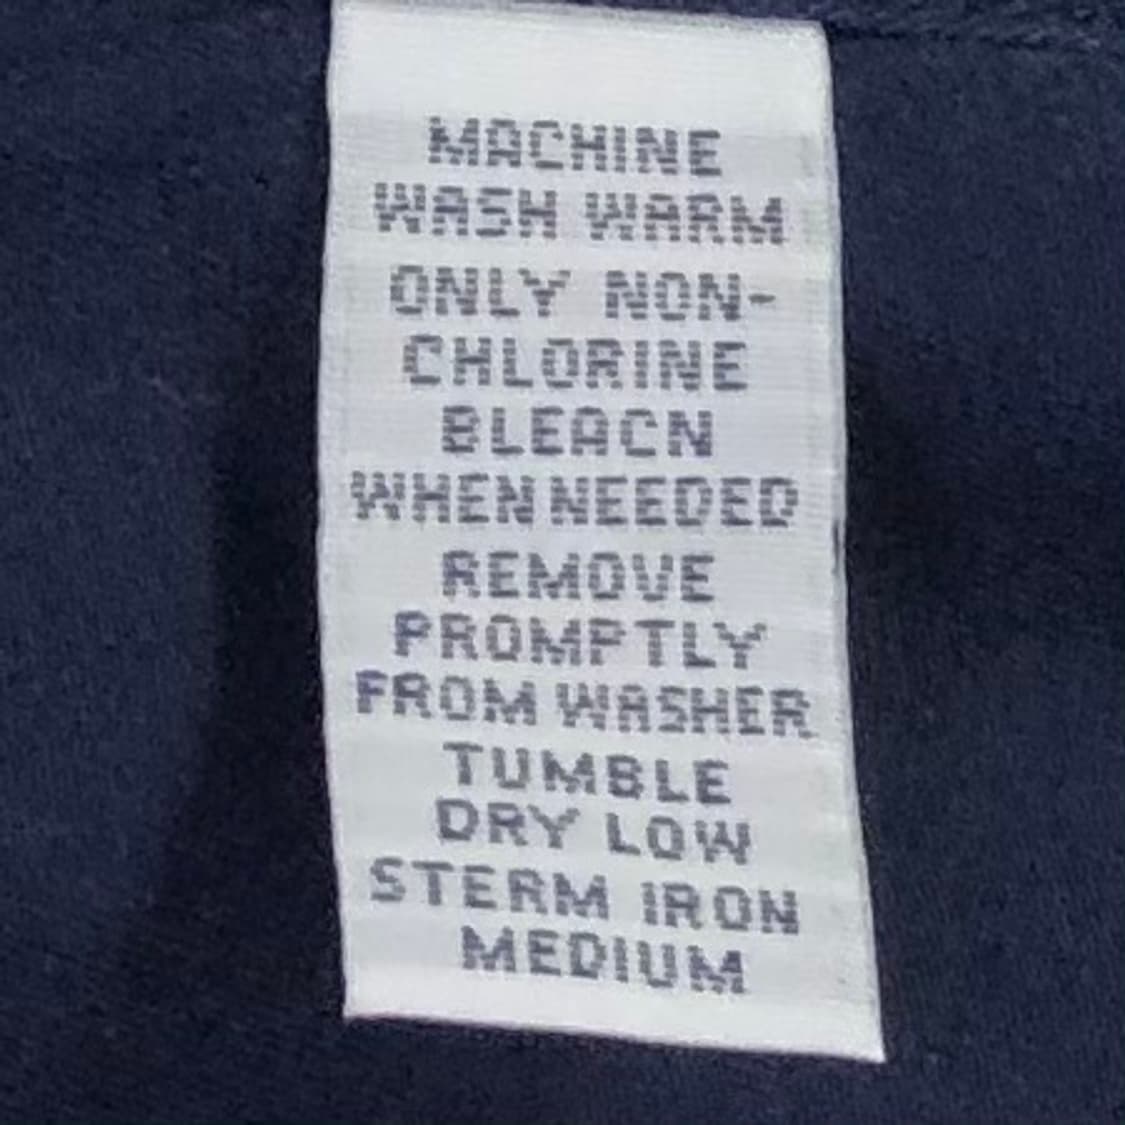 MACHINE
WASH WARM
ONLY NON-
CHLORINE
BLEACN
WHEN NEEDED
REMOVE
PROMPTLY
FROM WASHER
TUMBLE
DRY LOW
STERM IRON
MEDIUM